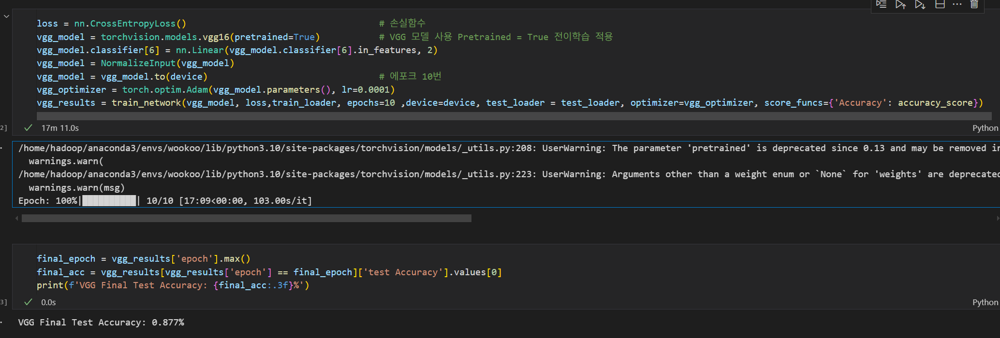 loss = nn.CrossEntropyLoss() # 손실함수
vgg_model = torchvision.models.vgg16(pretrained=True) # VGG 모델 사용 Pretrained = True 전이학습 적용
vgg_model.classifier[6] = nn.Linear(vgg_model.classifier[6].in_features, 2)
vgg_model = NormalizeInput(vgg_model)
vgg_model = vgg_model.to(device) # 에포크 10번
vgg_optimizer = torch.optim.Adam(vgg_model.parameters(), lr=0.0001)
vgg_results = train_network(vgg_model, loss,train_loader, epochs=10 ,device=device, test_loader = test_loader, optimizer=vgg_optimizer, score_funcs={'Accuracy': accuracy_score})
2] ✓ 17m 11.0s Python
/home/hadoop/anaconda3/envs/wookoo/lib/python3.10/site-packages/torchvision/models/_utils.py:208: UserWarning: The parameter 'pretrained' is deprecated since 0.13 and may be removed in
warnings.warn(
/home/hadoop/anaconda3/envs/wookoo/lib/python3.10/site-packages/torchvision/models/_utils.py:223: UserWarning: Arguments other than a weight enum or `None` for 'weights' are deprecated
warnings.warn(msg)
Epoch: 100%|██████████| 10/10 [17:09<00:00, 103.00s/it]
final_epoch = vgg_results['epoch'].max()
final_acc = vgg_results[vgg_results['epoch'] == final_epoch]['test Accuracy'].values[0]
print(f'VGG Final Test Accuracy: {final_acc:.3f}%')
3] ✓ 0.0s Python
VGG Final Test Accuracy: 0.877%